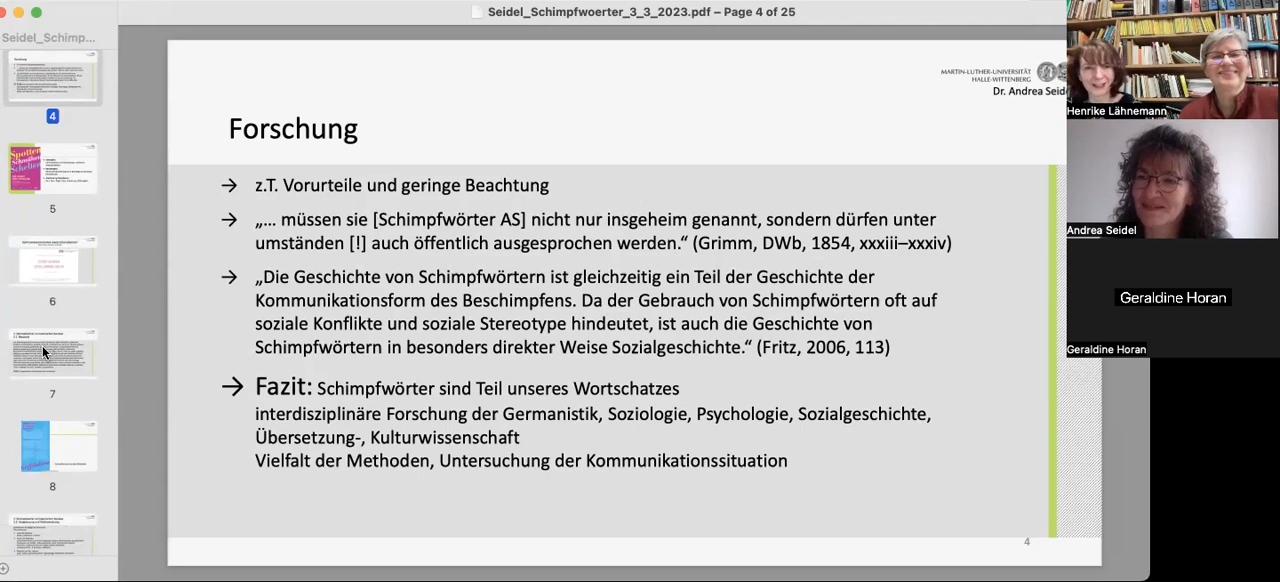 Seidel_Schimpfwoerter_3_3_2023.pdf – Page 4 of 25
Seidel_Schimp...
4
5
6
7
8
Spotten
Schmähen
Schelten
MARTIN-LUTHER-UNIVERSITÄT
HALLE-WITTENBERG
Dr. Andrea Seid
Forschung
→ z.T. Vorurteile und geringe Beachtung
→ „… müssen sie [Schimpfwörter AS] nicht nur insgeheim genannt, sondern dürfen unter
umständen [!] auch öffentlich ausgesprochen werden.“ (Grimm, DWb, 1854, xxxiii–xxxiv)
→ „Die Geschichte von Schimpfwörtern ist gleichzeitig ein Teil der Geschichte der
Kommunikationsform des Beschimpfens. Da der Gebrauch von Schimpfwörtern oft auf
soziale Konflikte und soziale Stereotype hindeutet, ist auch die Geschichte von
Schimpfwörtern in besonders direkter Weise Sozialgeschichte.“ (Fritz, 2006, 113)
→ Fazit: Schimpfwörter sind Teil unseres Wortschatzes
interdisziplinäre Forschung der Germanistik, Soziologie, Psychologie, Sozialgeschichte,
Übersetzung-, Kulturwissenschaft
Vielfalt der Methoden, Untersuchung der Kommunikationssituation
4
Henrike Lähnemann
Andrea Seidel
Geraldine Horan
Geraldine Horan